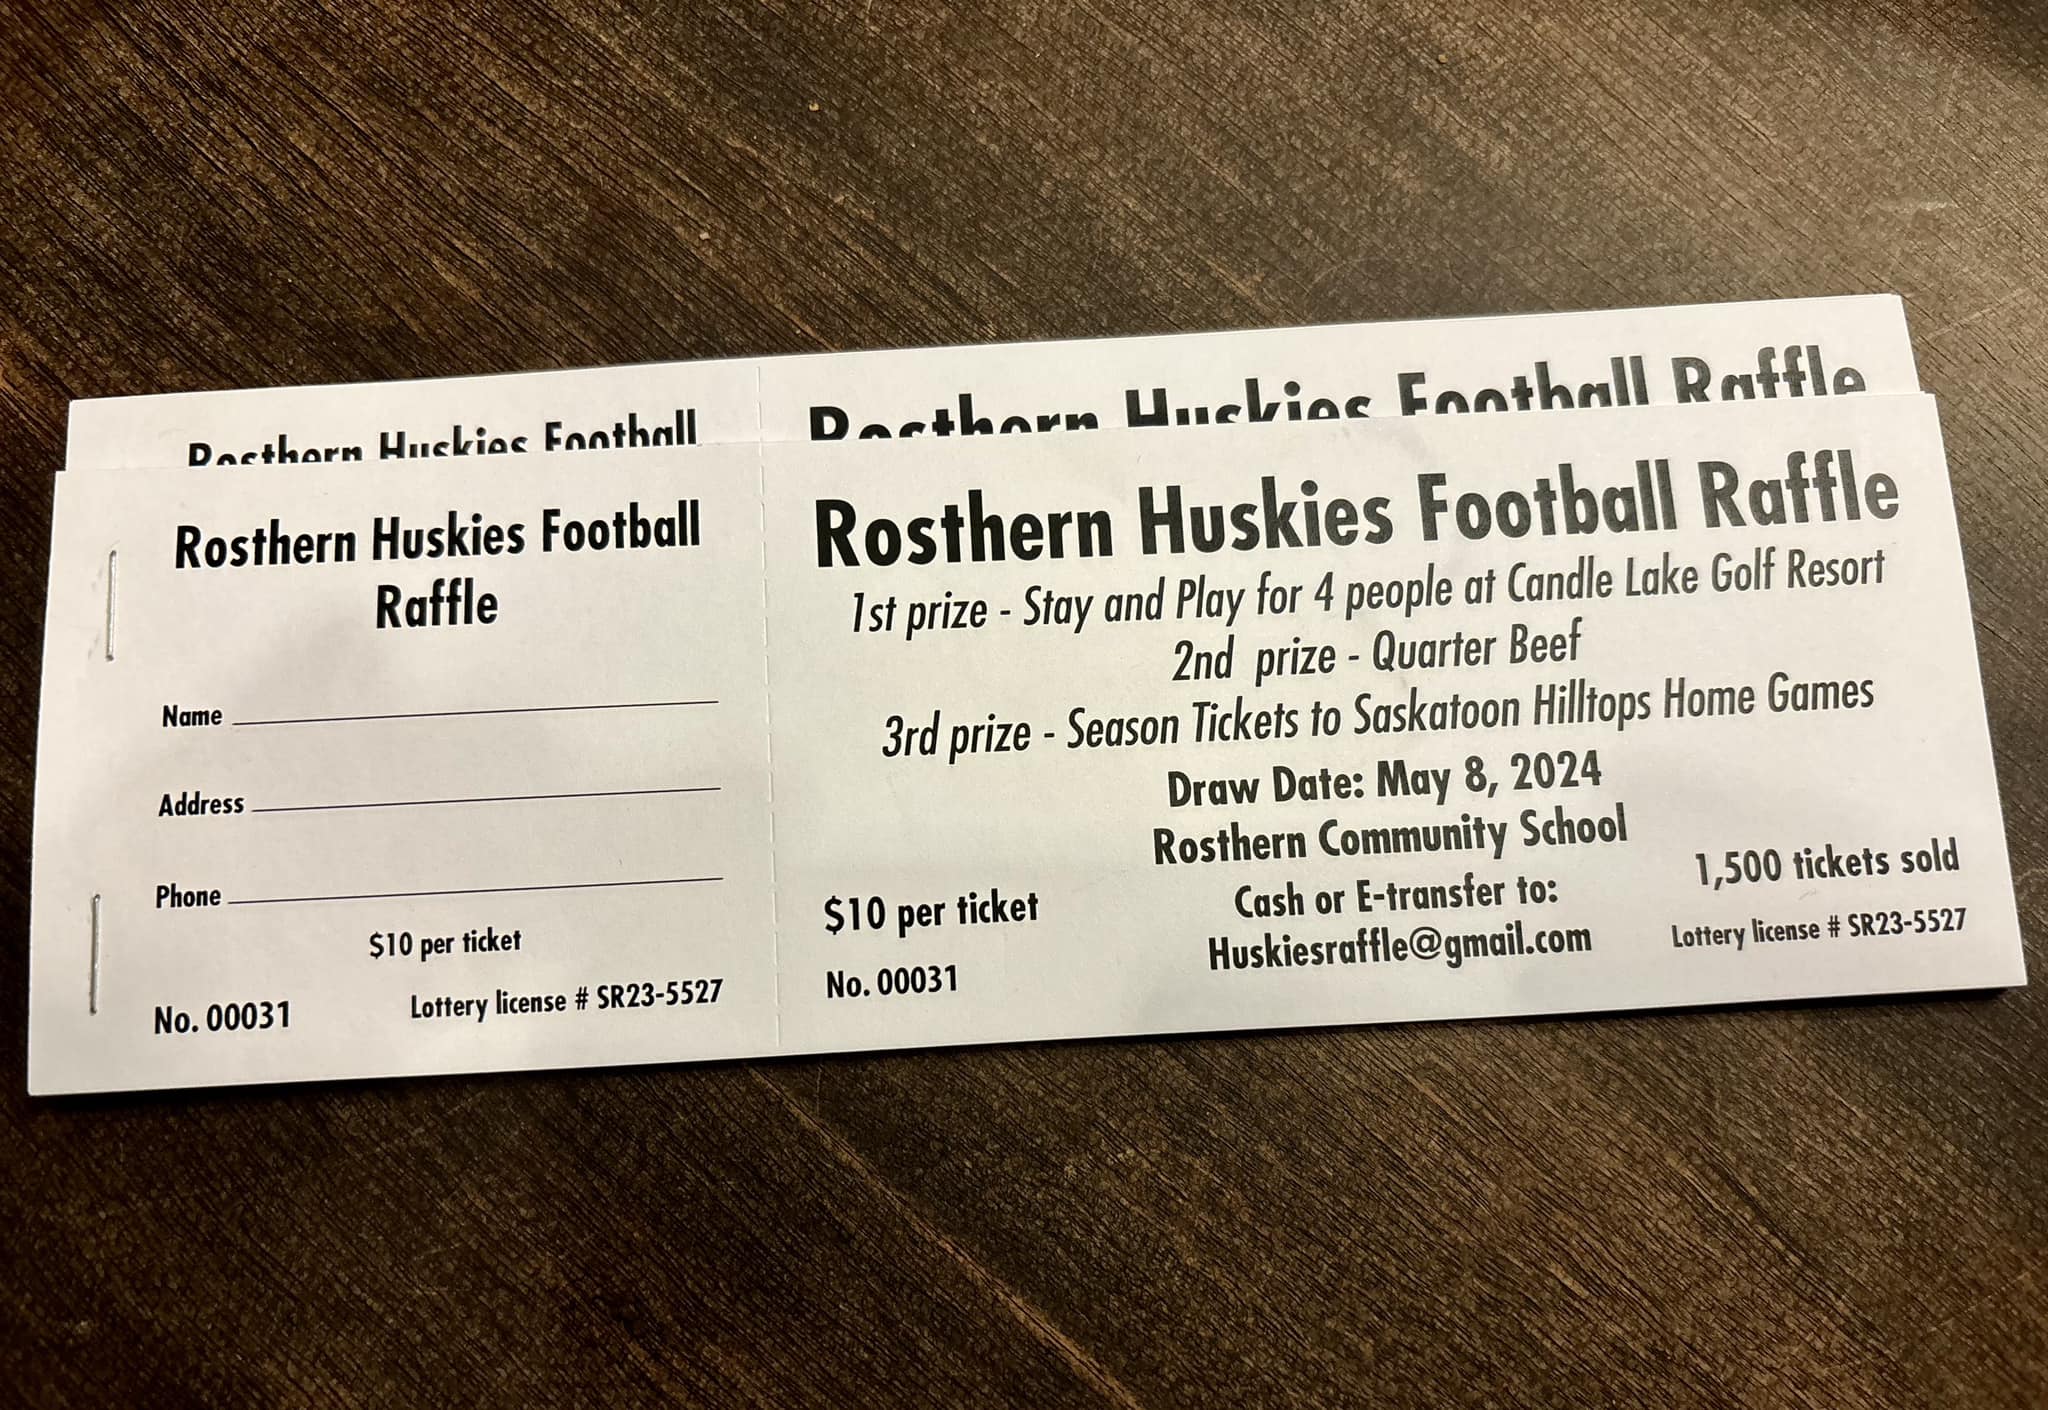 Rosthern Huskies Football
Rosthern Huskies Football Raffle
Rosthern Huskies Football
Raffle
Name
Address
Phone
$10 per ticket
No. 00031
Lottery license # SR23-5527
Rosthern Huskies Football Raffle
1st prize - Stay and Play for 4 people at Candle Lake Golf Resort
2nd prize - Quarter Beef
3rd prize - Season Tickets to Saskatoon Hilltops Home Games
Draw Date: May 8, 2024
Rosthern Community School
Cash or E-transfer to:
Huskiesraffle@gmail.com
$10 per ticket
No. 00031
1,500 tickets sold
Lottery license # SR23-5527